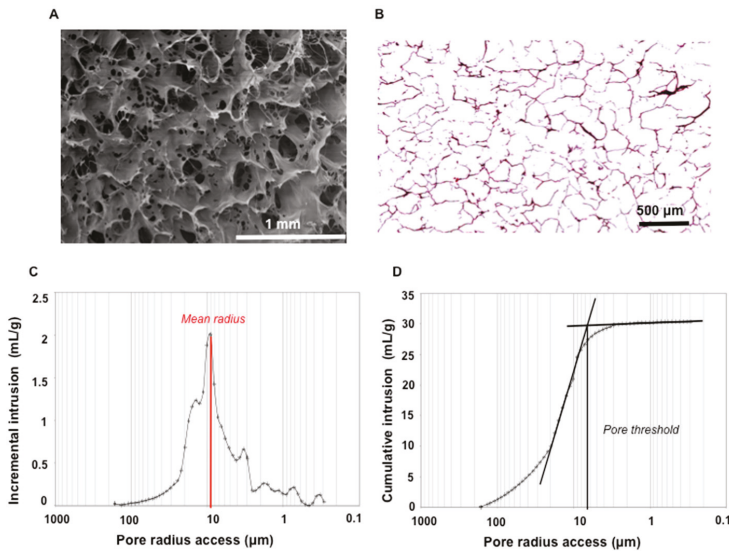 A
B
1 mm
500 µm
C
D
Incremental intrusion (mL/g)
2.5
2
1.5
1
0.5
0
Mean radius
1000
100
10
1
0.1
Pore radius access (µm)
Cumulative intrusion (mL/g)
35
30
25
20
15
10
5
0
Pore threshold
1000
100
10
1
0.1
Pore radius access (µm)